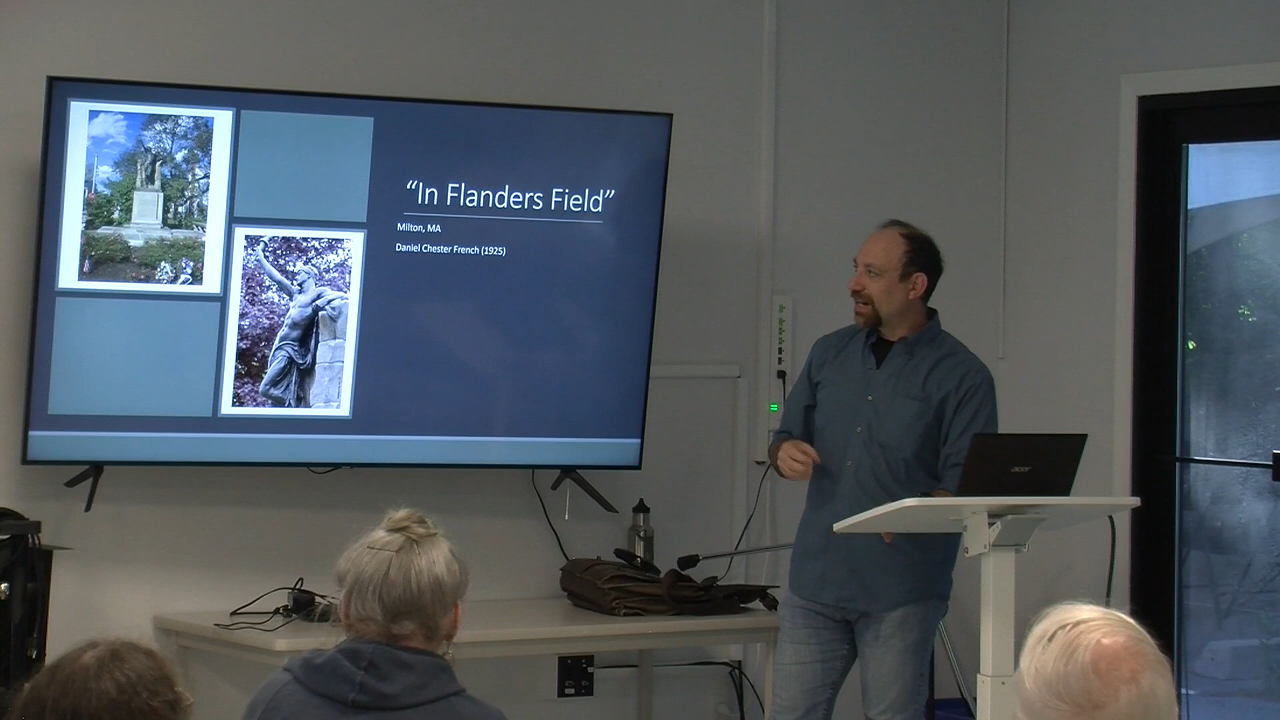 “In Flanders Field”
Milton, MA
Daniel Chester French (1925)
acer